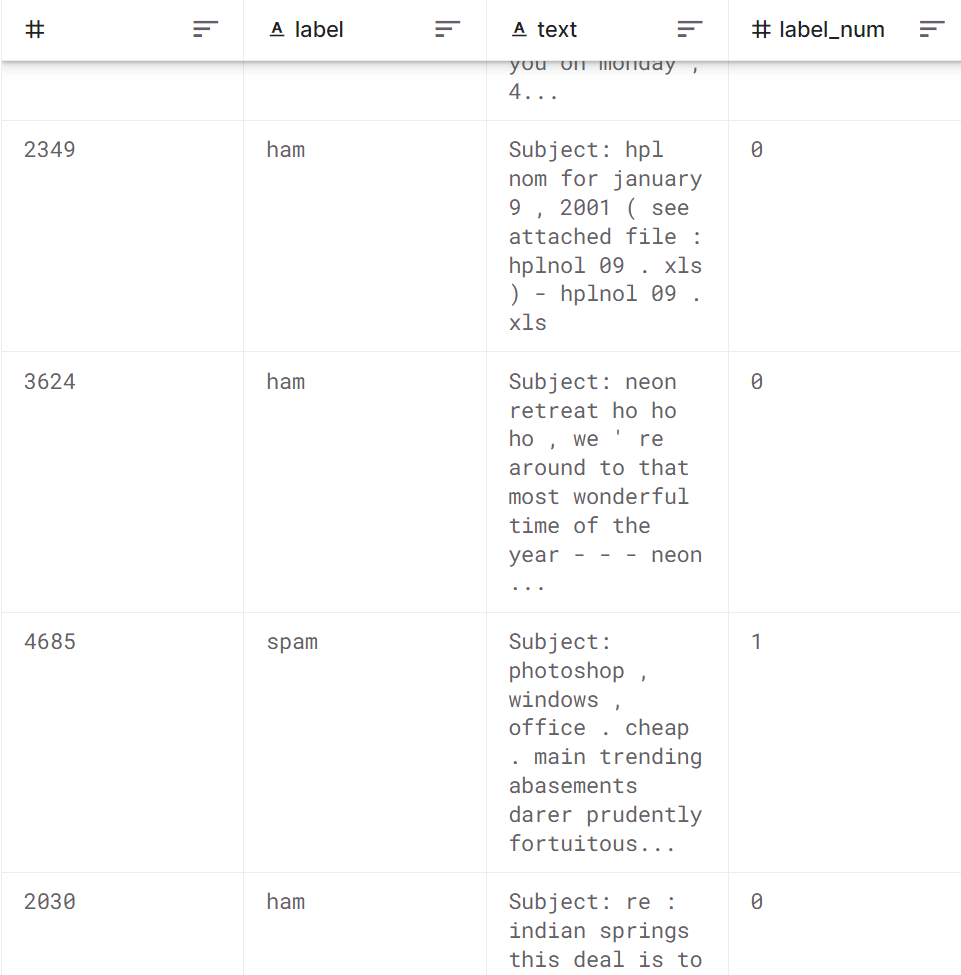 # label text # label_num
you on monday ,
4...
2349 ham Subject: hpl 0
nom for january
9 , 2001 ( see
attached file :
hplnol 09 . xls
) - hplnol 09 .
xls
3624 ham Subject: neon 0
retreat ho ho
ho , we ' re
around to that
most wonderful
time of the
year - - - neon
...
4685 spam Subject: 1
photoshop ,
windows ,
office . cheap
. main trending
abasements
darer prudently
fortuitous...
2030 ham Subject: re : 0
indian springs
this deal is to